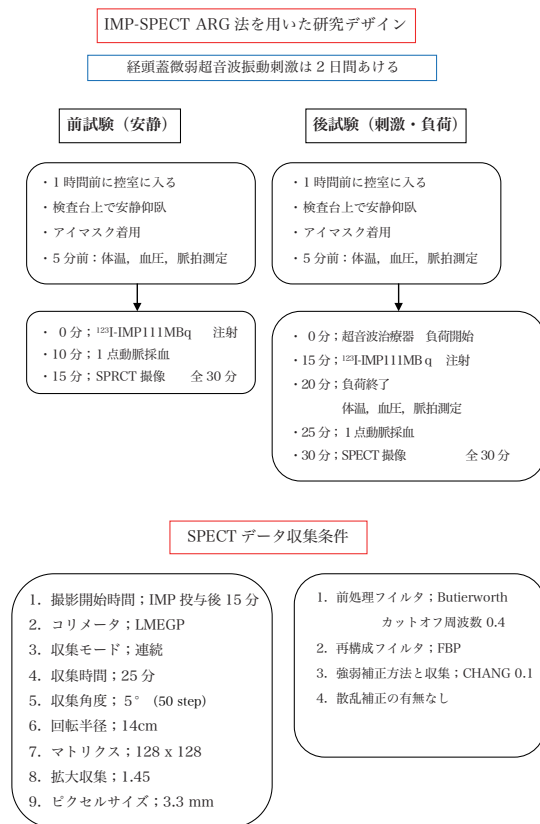 IMP-SPECT ARG 法を用いた研究デザイン
経頭蓋微弱超音波振動刺激は 2 日間あける
前試験（安静）
・1 時間前に控室に入る
・検査台上で安静仰臥
・アイマスク着用
・5 分前：体温，血圧，脈拍測定
・ 0 分；¹²³I-IMP111MBq 注射
・10 分；1 点動脈採血
・15 分；SPRCT 撮像 全 30 分
後試験（刺激・負荷）
・1 時間前に控室に入る
・検査台上で安静仰臥
・アイマスク着用
・5 分前：体温，血圧，脈拍測定
・ 0 分；超音波治療器 負荷開始
・15 分；¹²³I-IMP111MB q 注射
・20 分；負荷終了
体温，血圧，脈拍測定
・25 分；1 点動脈採血
・30 分；SPECT 撮像 全 30 分
SPECT データ収集条件
1. 撮影開始時間；IMP 投与後 15 分
2. コリメータ；LMEGP
3. 収集モード；連続
4. 収集時間；25 分
5. 収集角度；5° (50 step)
6. 回転半径；14cm
7. マトリクス；128 x 128
8. 拡大収集；1.45
9. ピクセルサイズ；3.3 mm
1. 前処理フイルタ；Butierworth
カットオフ周波数 0.4
2. 再構成フイルタ；FBP
3. 強弱補正方法と収集；CHANG 0.1
4. 散乱補正の有無なし